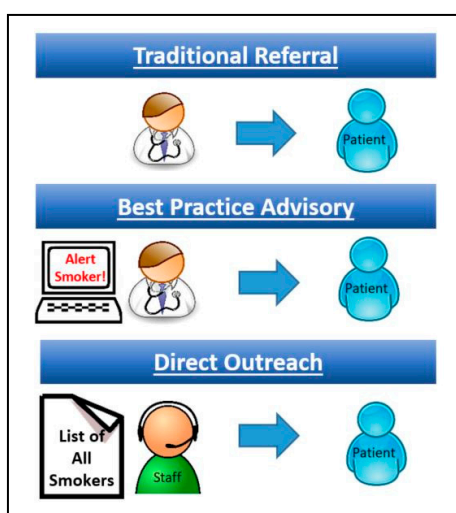 Traditional Referral
Patient
Best Practice Advisory
Alert
Smoker!
Patient
Direct Outreach
List of
All
Smokers
Staff
Patient